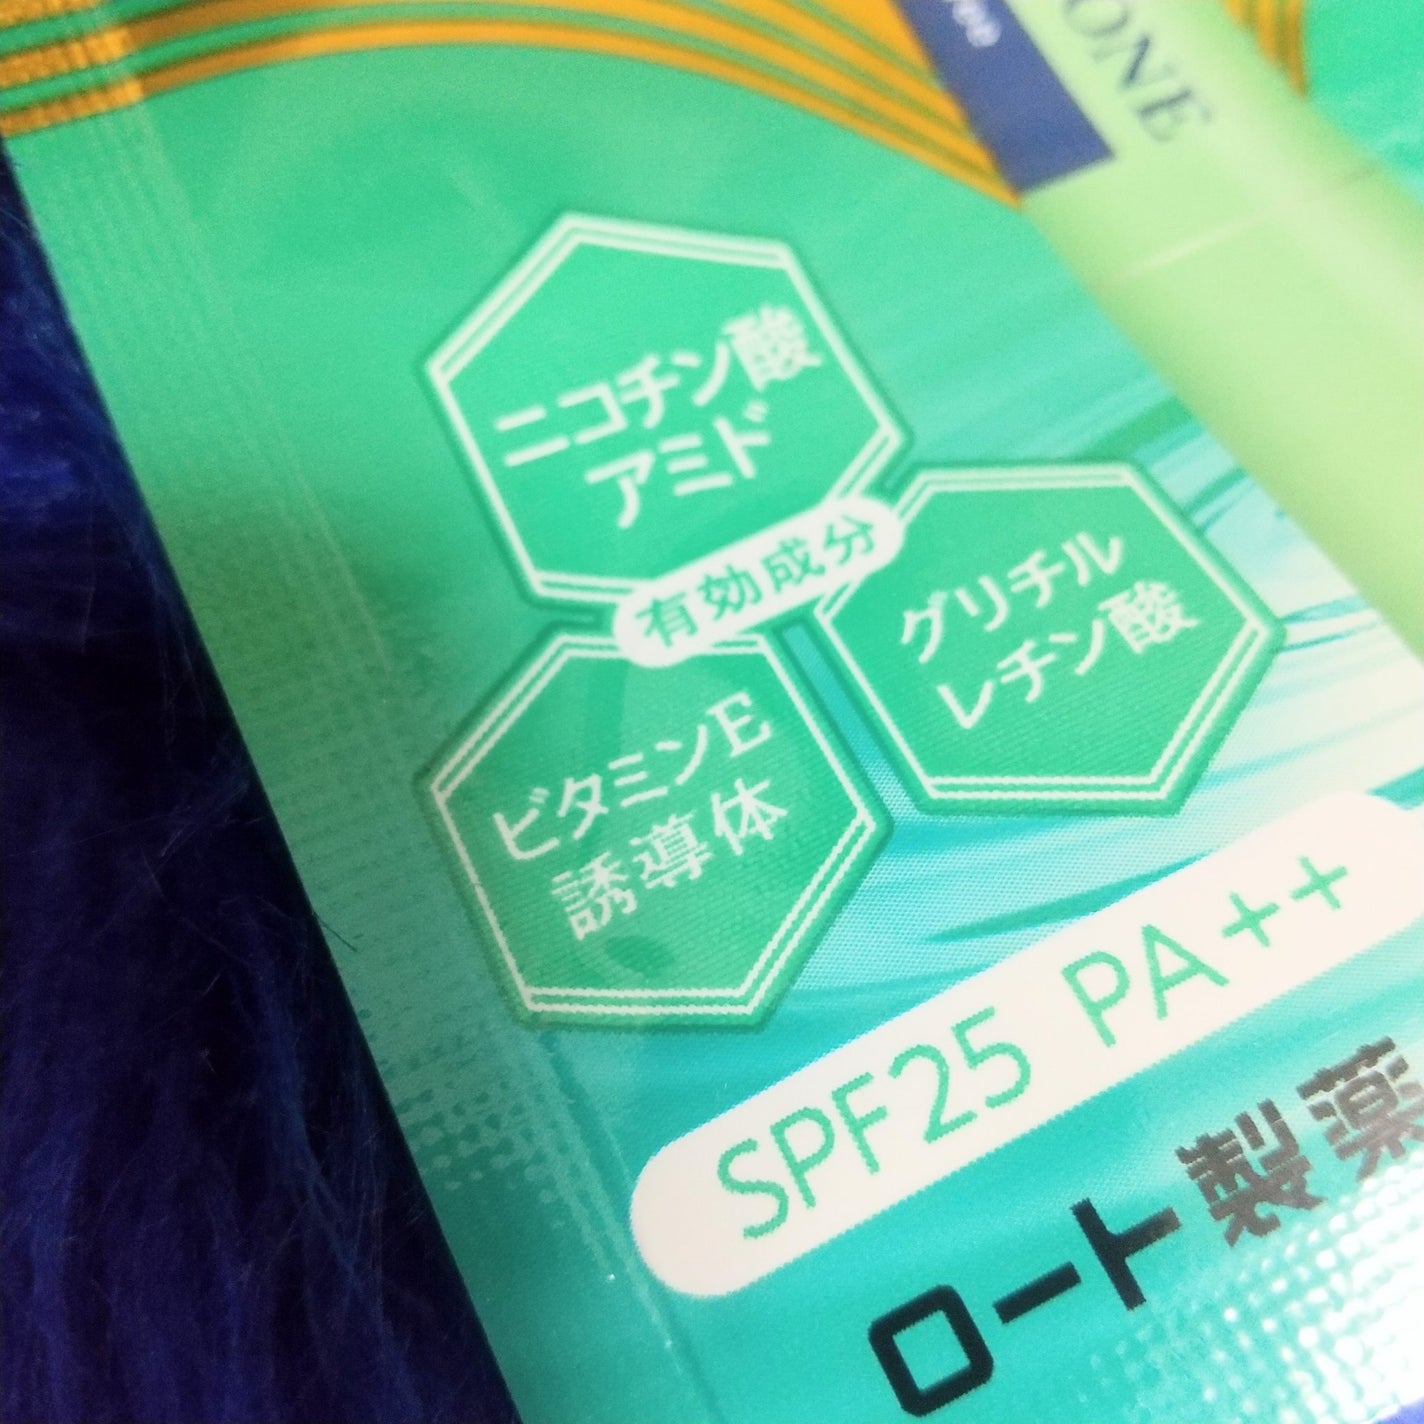 ONE
ニコチン酸
アミド
有効成分
グリチル
レチン酸
ビタミンE
誘導体
SPF25 PA++
ロート製薬